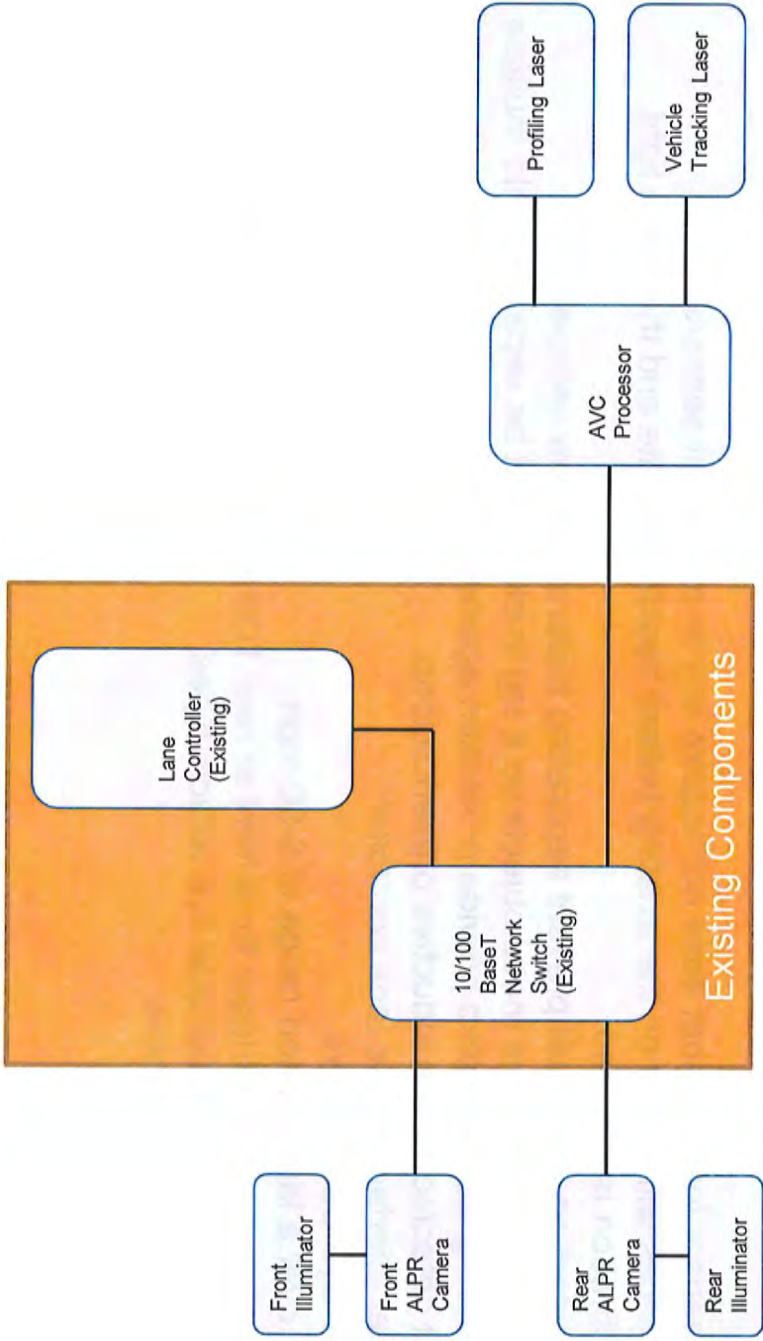 Front
Illuminator
Front
ALPR
Camera
Rear
ALPR
Camera
Rear
Illuminator
Lane
Controller
(Existing)
10/100
BaseT
Network
Switch
(Existing)
Existing Components
AVC
Processor
Profiling Laser
Vehicle
Tracking Laser